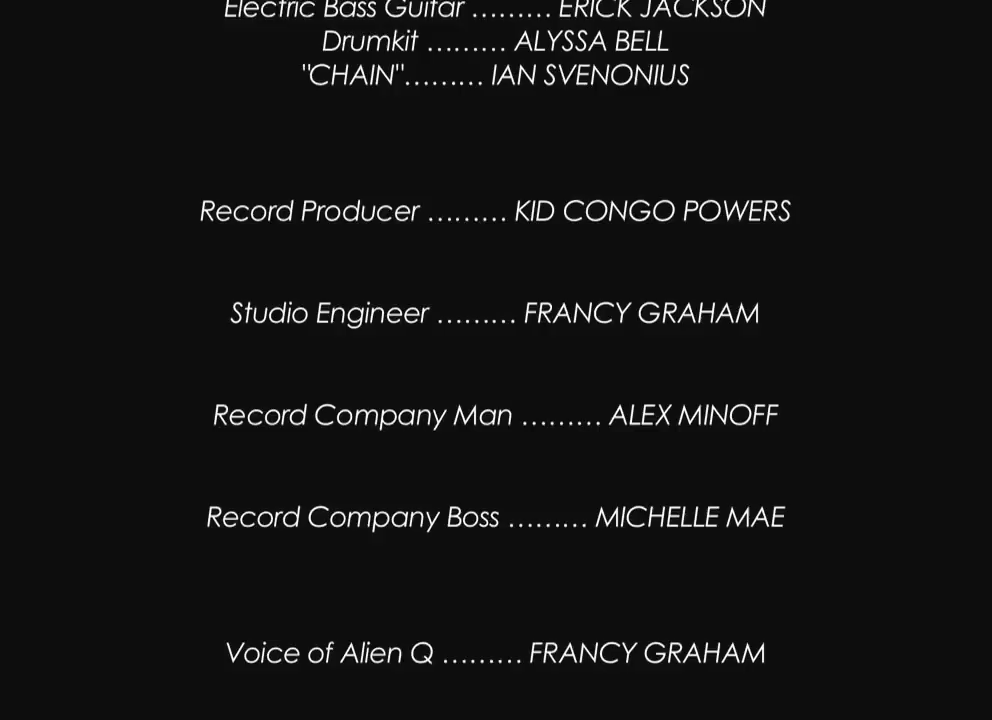 Electric Bass Guitar ......... ERICK JACKSON
Drumkit ......... ALYSSA BELL
"CHAIN"......... IAN SVENONIUS
Record Producer ......... KID CONGO POWERS
Studio Engineer ......... FRANCY GRAHAM
Record Company Man ......... ALEX MINOFF
Record Company Boss ......... MICHELLE MAE
Voice of Alien Q ......... FRANCY GRAHAM